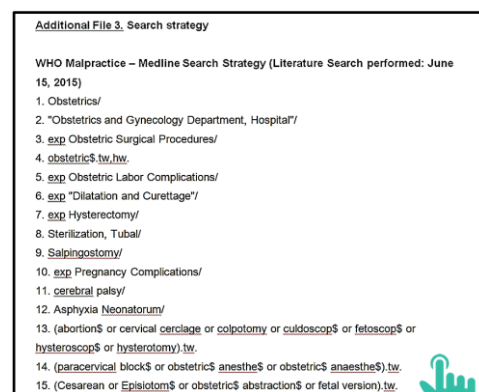 Additional File 3. Search strategy
WHO Malpractice – Medline Search Strategy (Literature Search performed: June
15, 2015)
1. Obstetrics/
2. "Obstetrics and Gynecology Department, Hospital"/
3. exp Obstetric Surgical Procedures/
4. obstetric$.tw,hw.
5. exp Obstetric Labor Complications/
6. exp "Dilatation and Curettage"/
7. exp Hysterectomy/
8. Sterilization, Tubal/
9. Salpingostomy/
10. exp Pregnancy Complications/
11. cerebral palsy/
12. Asphyxia Neonatorum/
13. (abortion$ or cervical cerclage or colpotomy or culdoscop$ or fetoscop$ or
hysteroscop$ or hysterotomy).tw.
14. (paracervical block$ or obstetric$ anesthe$ or obstetric$ anaesthe$).tw.
15. (Cesarean or Episiotom$ or obstetric$ abstraction$ or fetal version).tw.